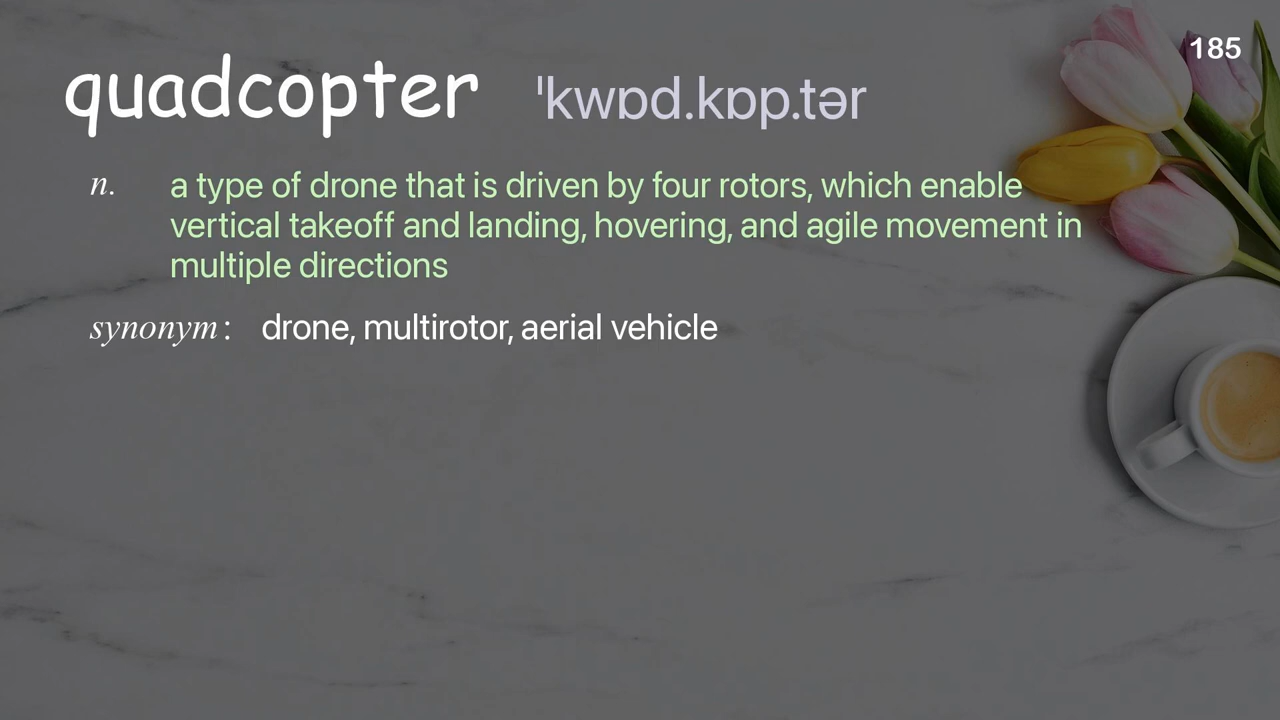 185
quadcopter ˈkwɒd.kɒp.tər
n. a type of drone that is driven by four rotors, which enable
vertical takeoff and landing, hovering, and agile movement in
multiple directions
synonym: drone, multirotor, aerial vehicle